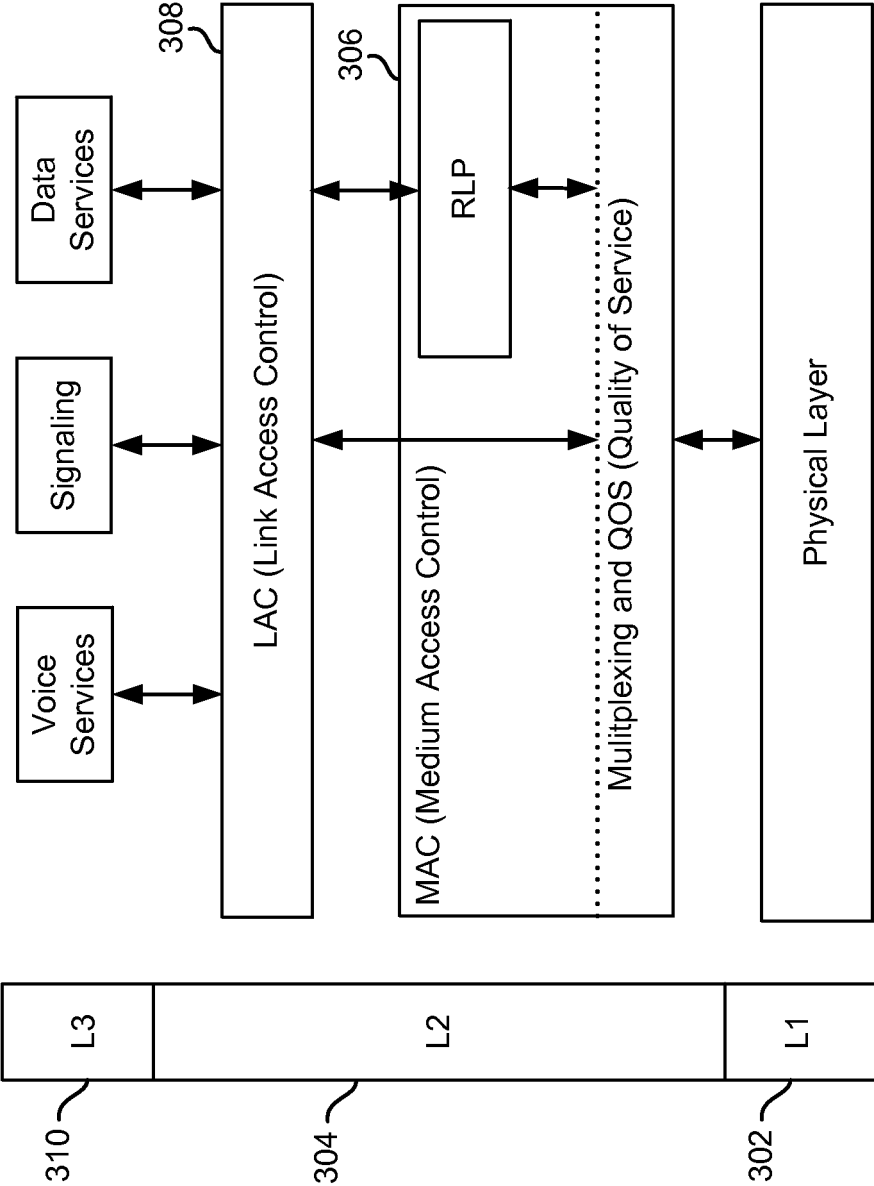 310
L3
Voice
Services
Signaling
Data
Services
308
304
L2
LAC (Link Access Control)
306
MAC (Medium Access Control)
RLP
Mulitplexing and QOS (Quality of Service)
302
L1
Physical Layer